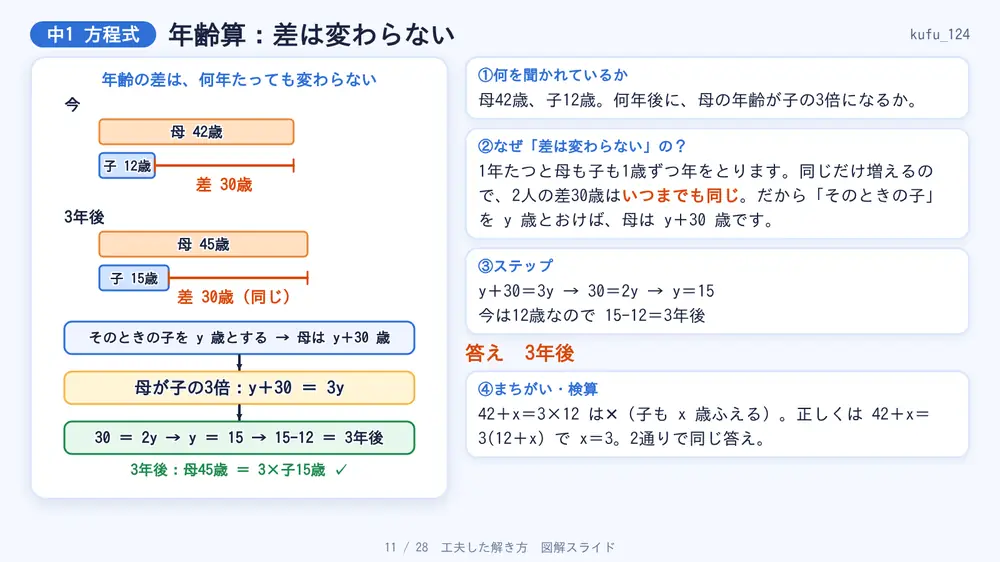 中1 方程式
年齢算：差は変わらない
kufu_124
年齢の差は、何年たっても変わらない
今
母 42歳
子 12歳
差 30歳
3年後
母 45歳
子 15歳
差 30歳（同じ）
そのときの子を y 歳とする → 母は y＋30 歳
母が子の3倍：y＋30 ＝ 3y
30 ＝ 2y → y ＝ 15 → 15-12 ＝ 3年後
3年後：母45歳 ＝ 3×子15歳 ✓
①何を聞かれているか
母42歳、子12歳。何年後に、母の年齢が子の3倍になるか。
②なぜ「差は変わらない」の？
1年たつと母も子も1歳ずつ年をとります。同じだけ増えるの
で、2人の差30歳はいつまでも同じ。だから「そのときの子」
を y 歳とおけば、母は y＋30 歳です。
③ステップ
y＋30＝3y → 30＝2y → y＝15
今は12歳なので 15-12＝3年後
答え　3年後
④まちがい・検算
42＋x＝3×12 は×（子も x 歳ふえる）。正しくは 42＋x＝
3(12＋x) で x＝3。2通りで同じ答え。
11 / 28　工夫した解き方　図解スライド